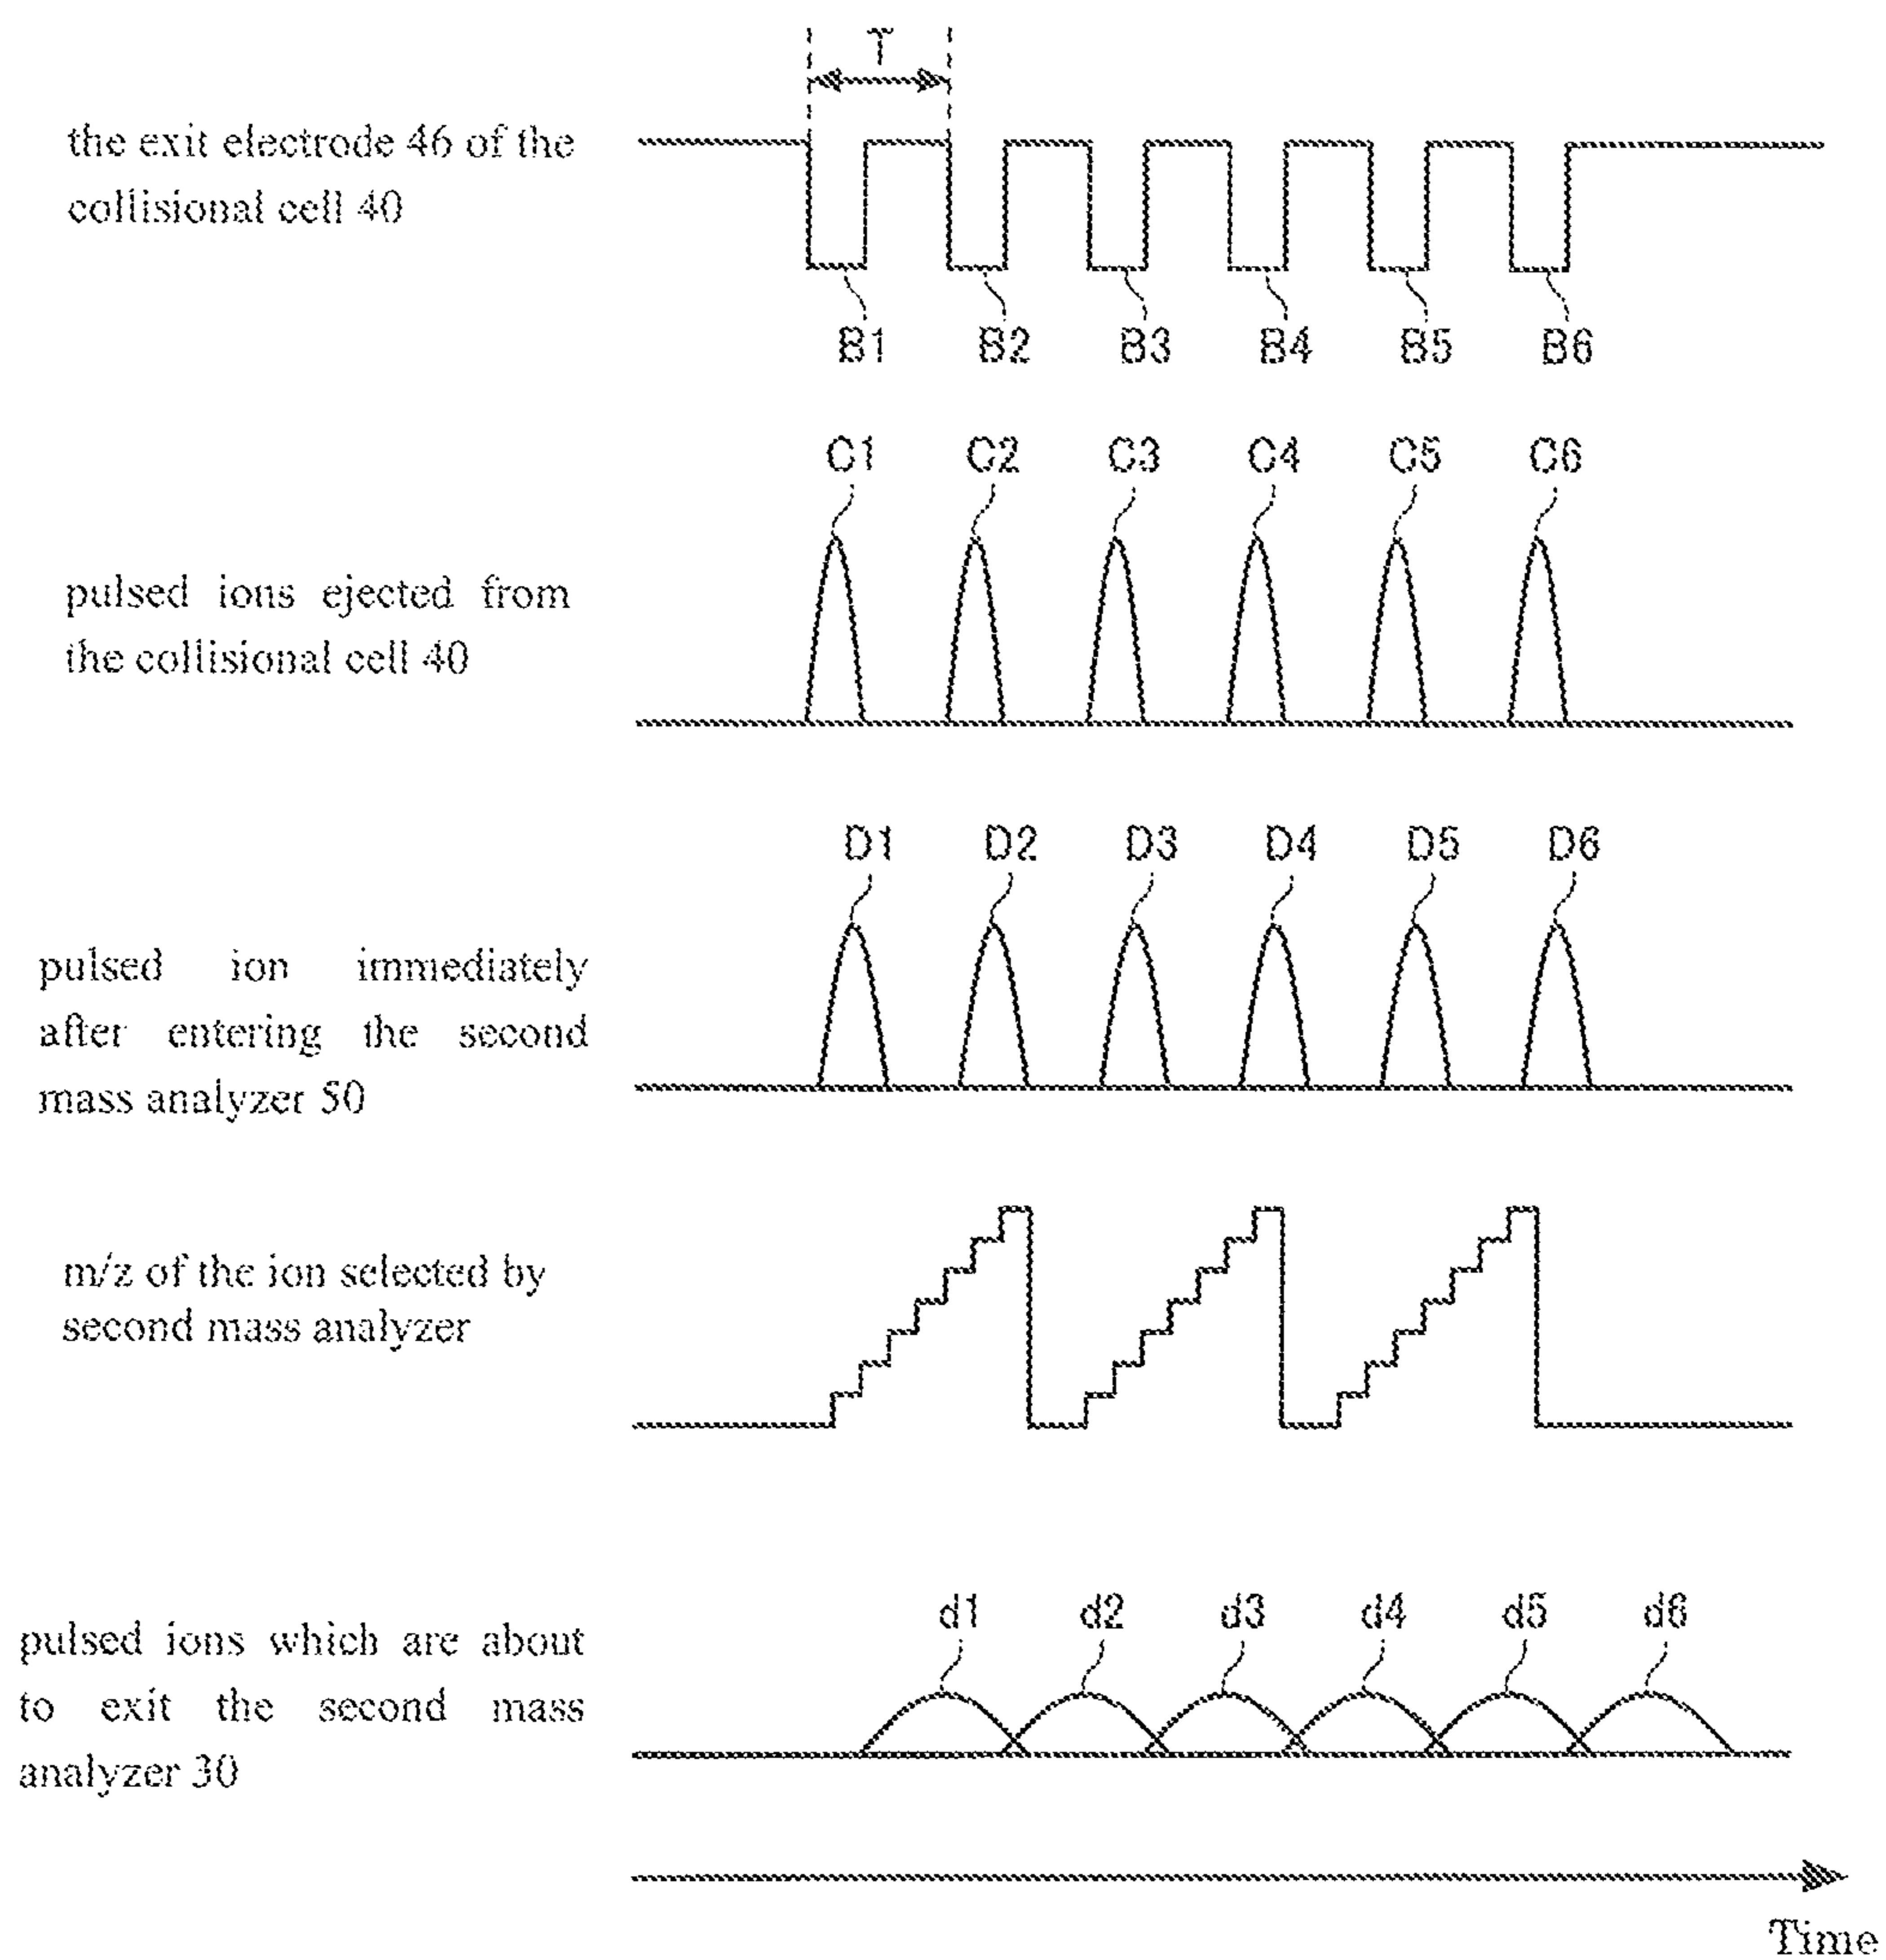 T
the exit electrode 46 of the
collisional cell 40
B1 B2 B3 B4 B5 B6
C1 C2 C3 C4 C5 C6
pulsed ions ejected from
the collisional cell 40
D1 D2 D3 D4 D5 D6
pulsed ion immediately
after entering the second
mass analyzer 50
m/z of the ion selected by
second mass analyzer
d1 d2 d3 d4 d5 d6
pulsed ions which are about
to exit the second mass
analyzer 30
Time